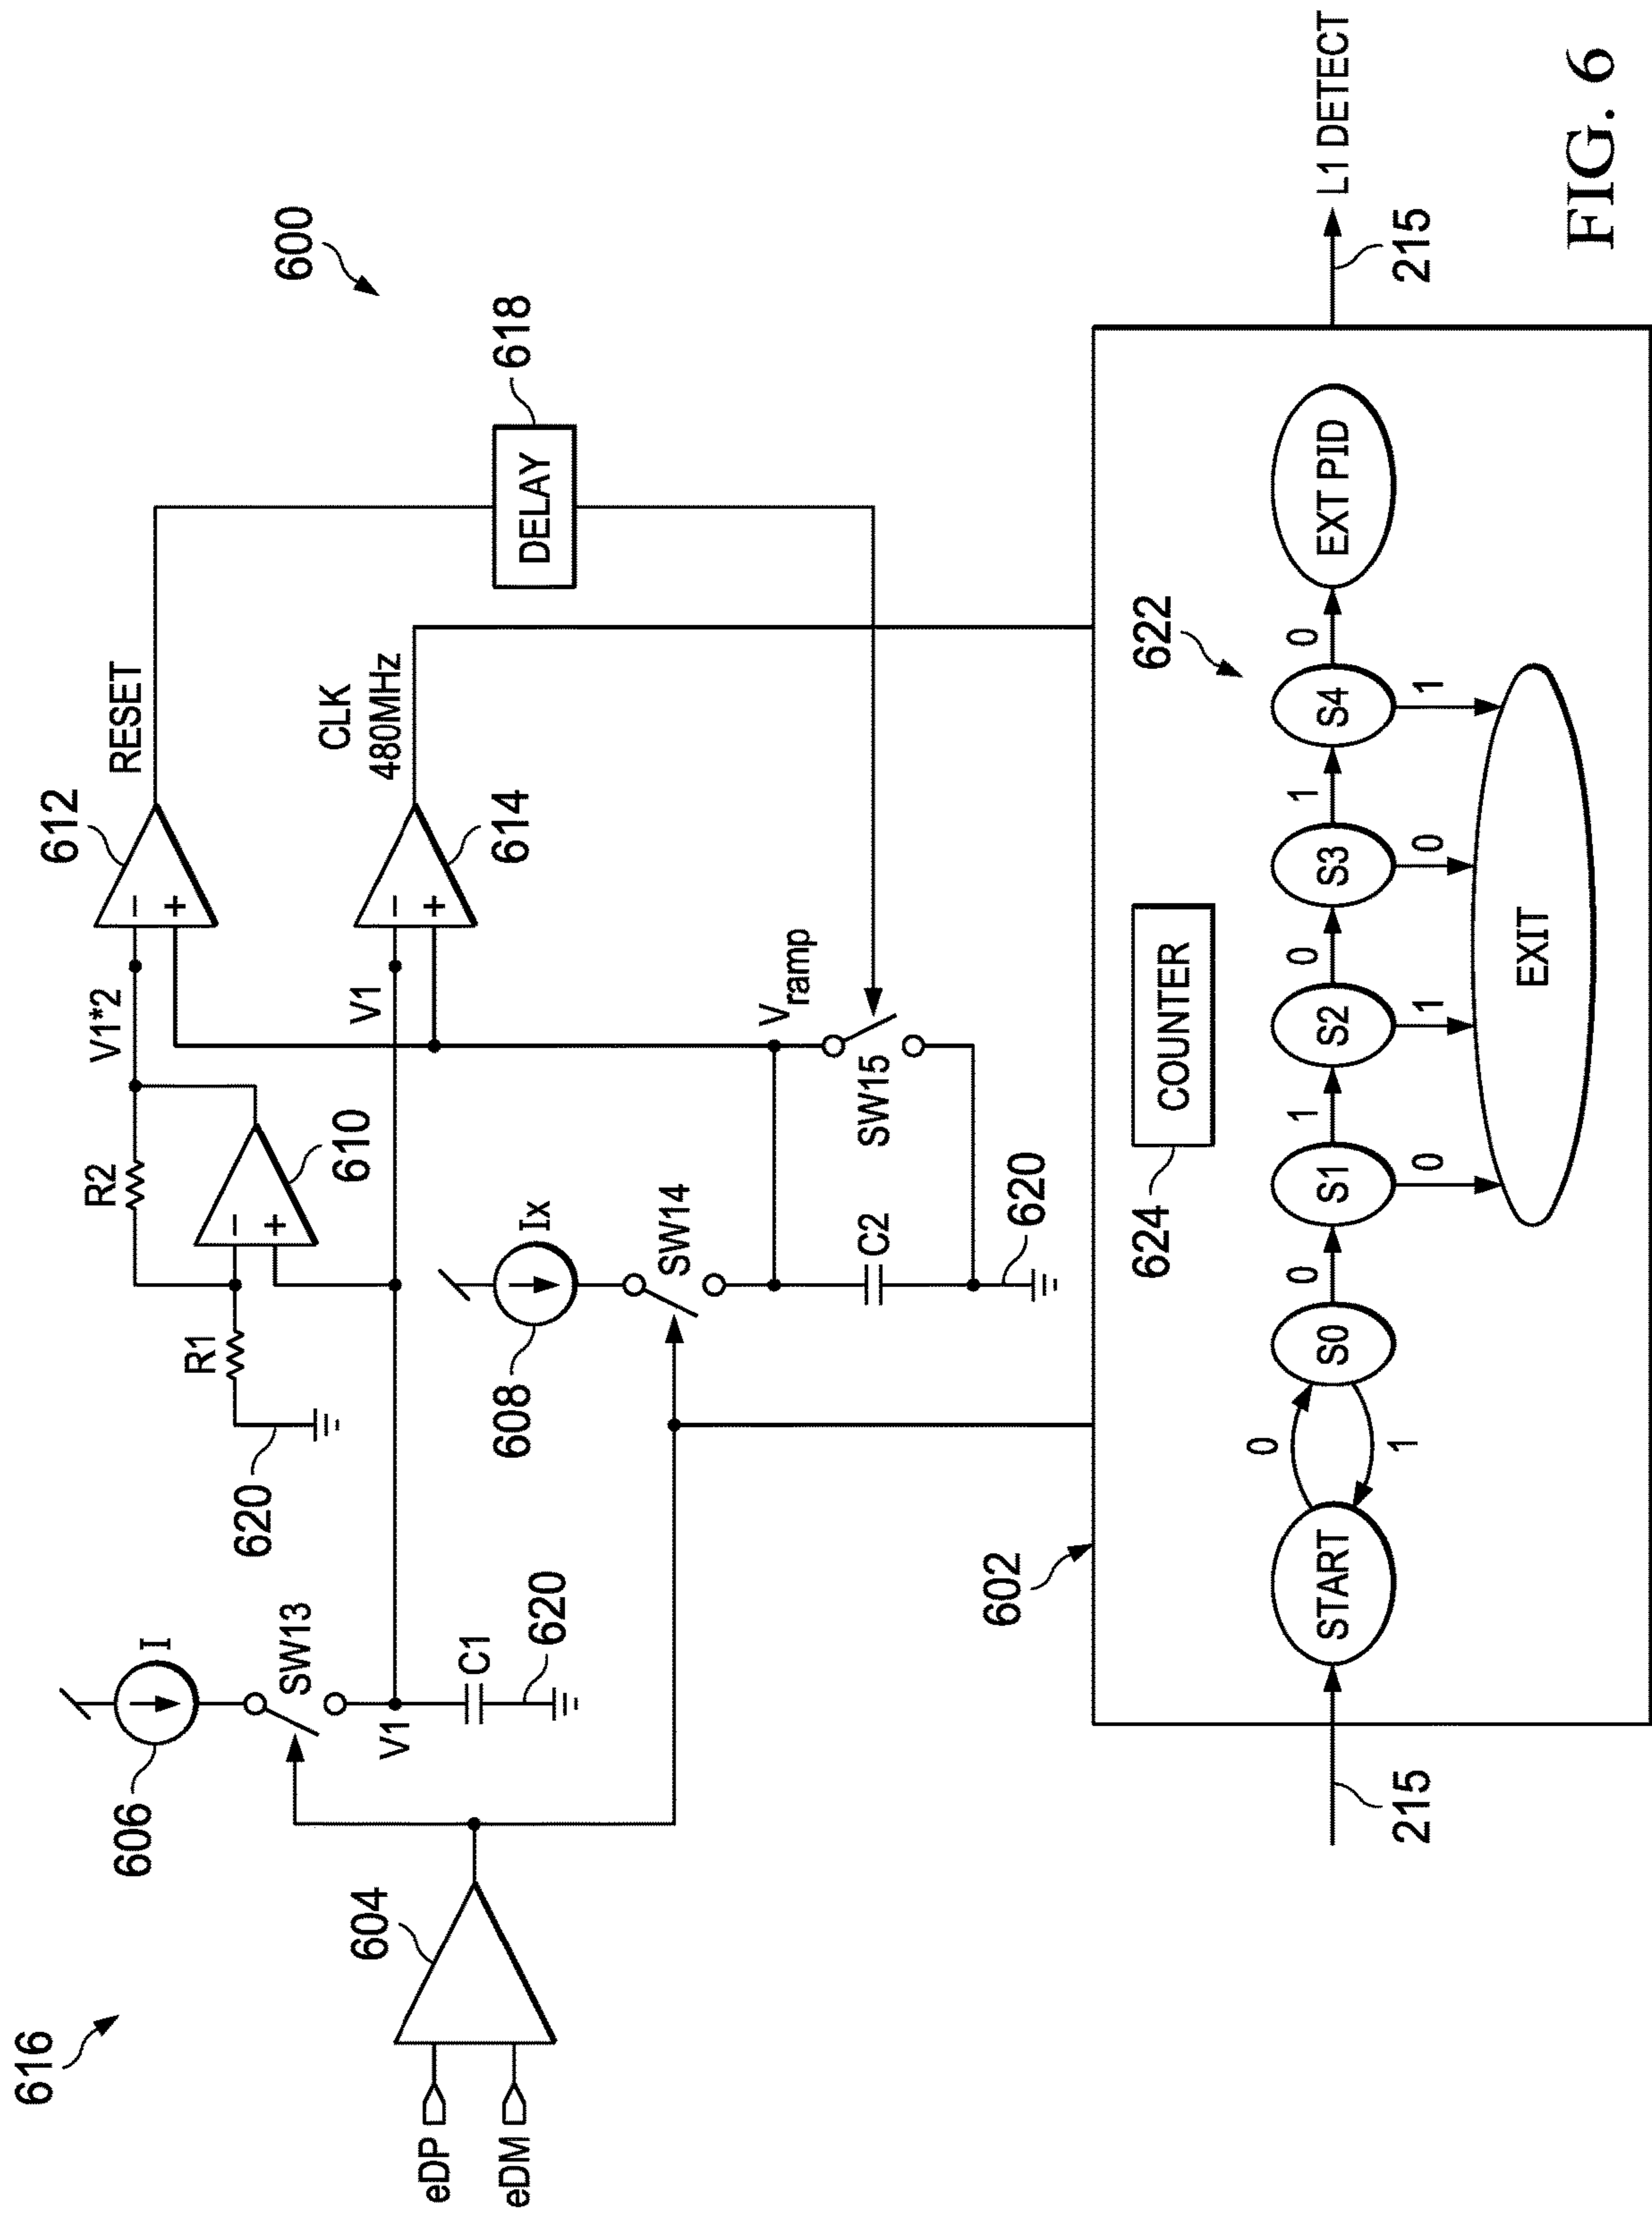 616
600
612
RESET
V1*2
R2
610
R1
620
CLK
480MHz
614
V1
DELAY
618
606
I
SW13
V1
C1
620
608
Ix
SW14
C2
620
Vramp
SW15
604
eDP
eDM
602
624
COUNTER
622
215
START
0
1
S0
0
S1
1
S2
0
S3
1
S4
0
EXT PID
0
1
0
1
EXIT
215
L1 DETECT
FIG. 6